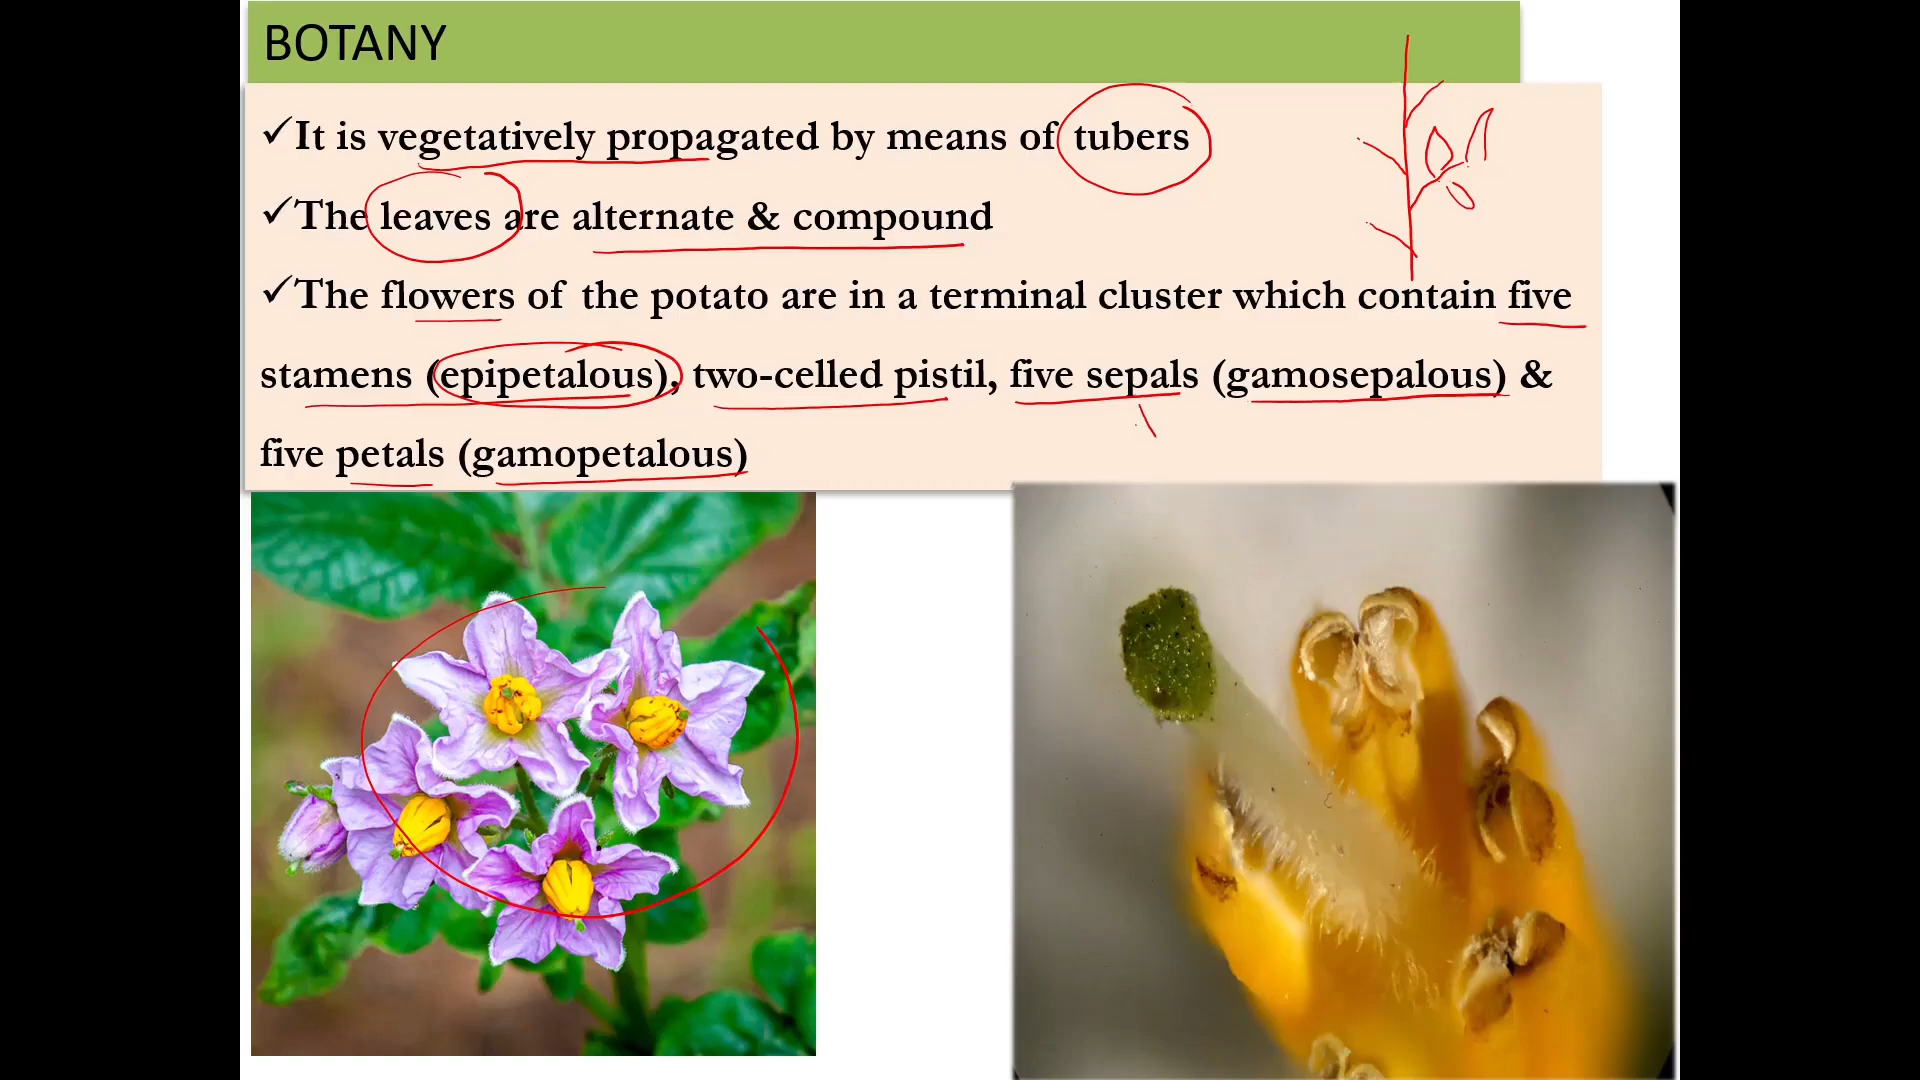 BOTANY
✓It is vegetatively propagated by means of tubers
✓The leaves are alternate & compound
✓The flowers of the potato are in a terminal cluster which contain five
stamens (epipetalous), two-celled pistil, five sepals (gamosepalous) &
five petals (gamopetalous)